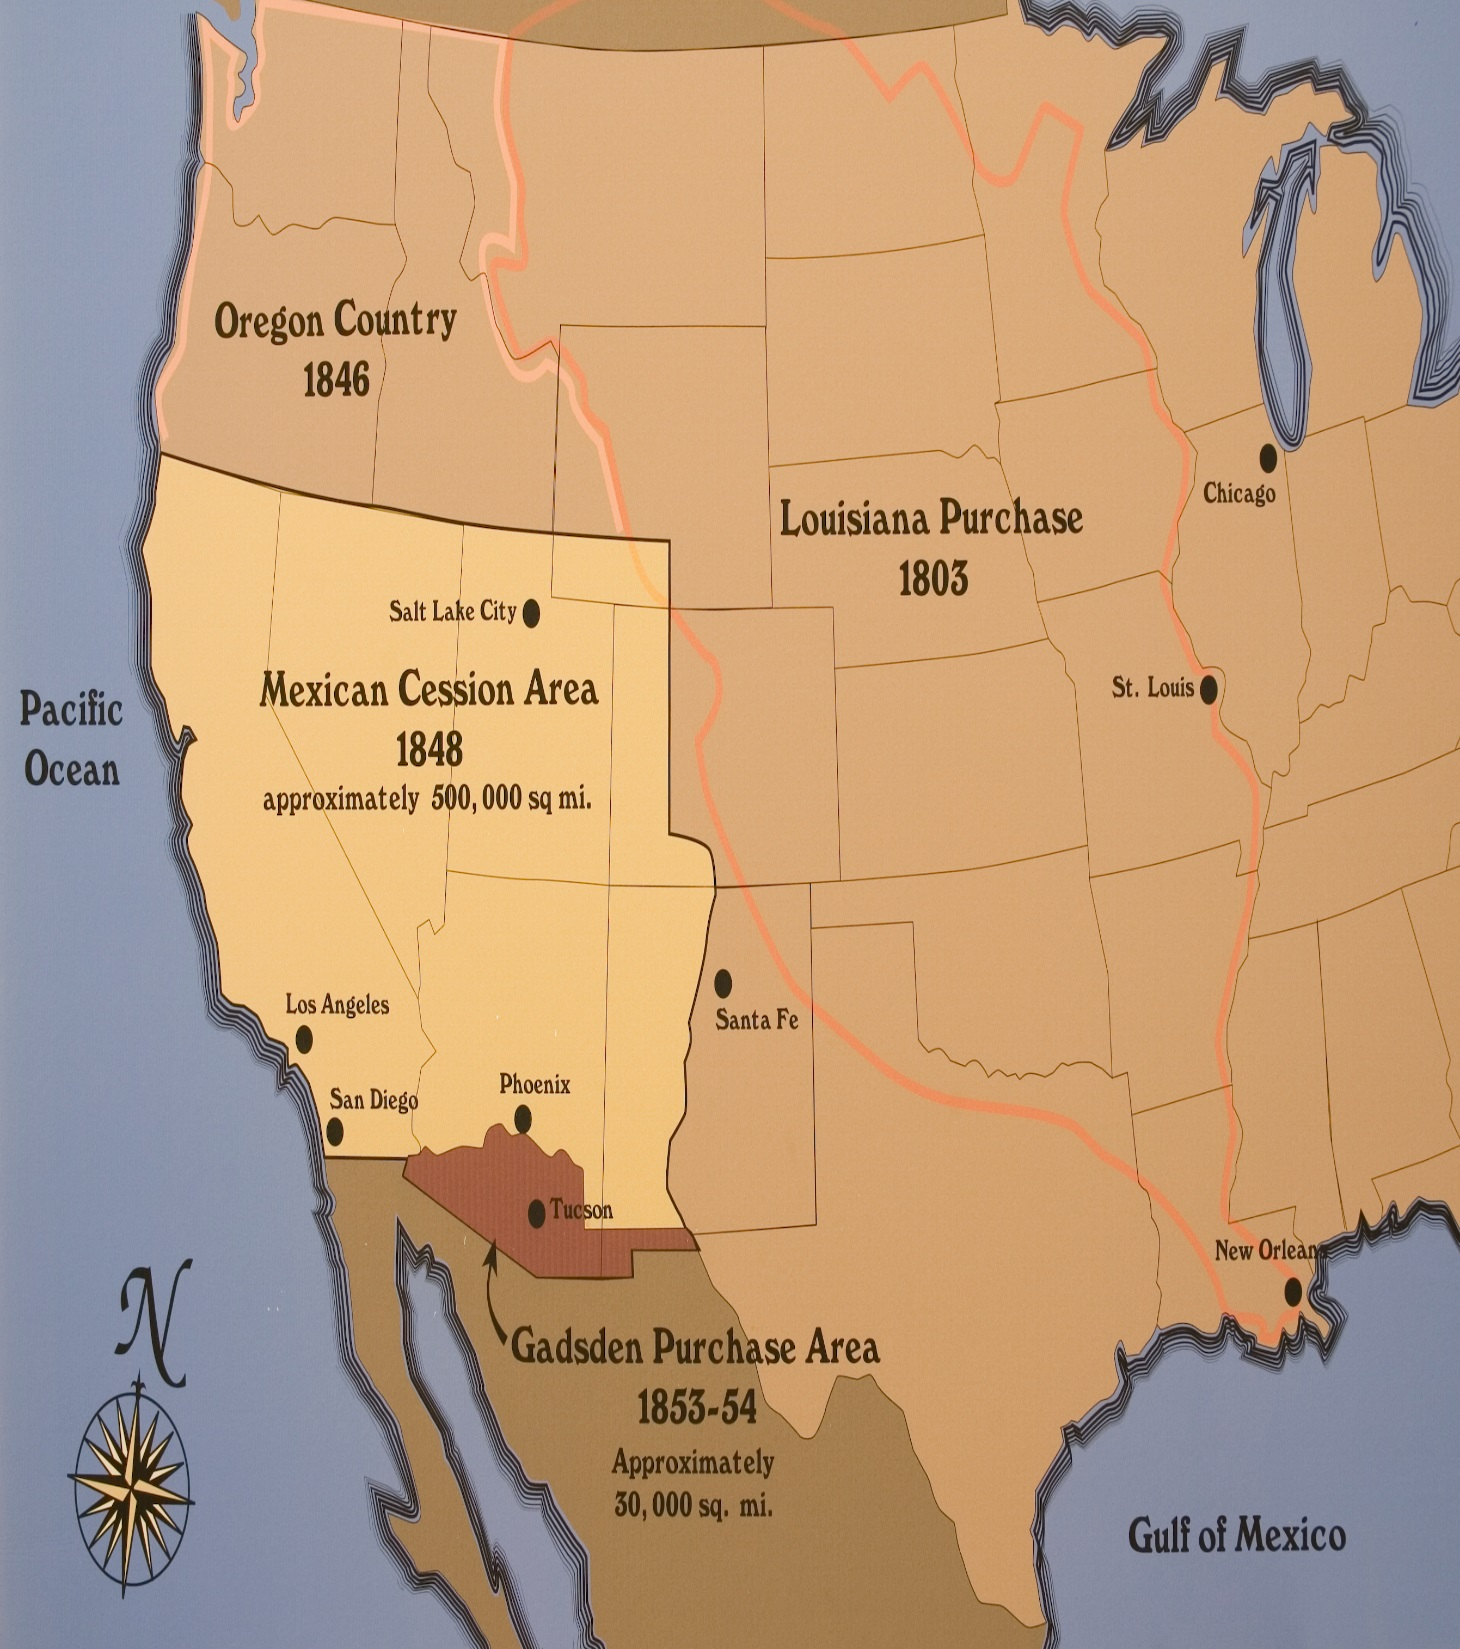 Oregon Country
1846
Louisiana Purchase
1803
Chicago
Salt Lake City
Mexican Cession Area
1848
approximately 500,000 sq mi.
St. Louis
Pacific
Ocean
Los Angeles
Santa Fe
San Diego
Phoenix
Tucson
New Orleans
N
Gadsden Purchase Area
1853-54
Approximately
30,000 sq. mi.
Gulf of Mexico